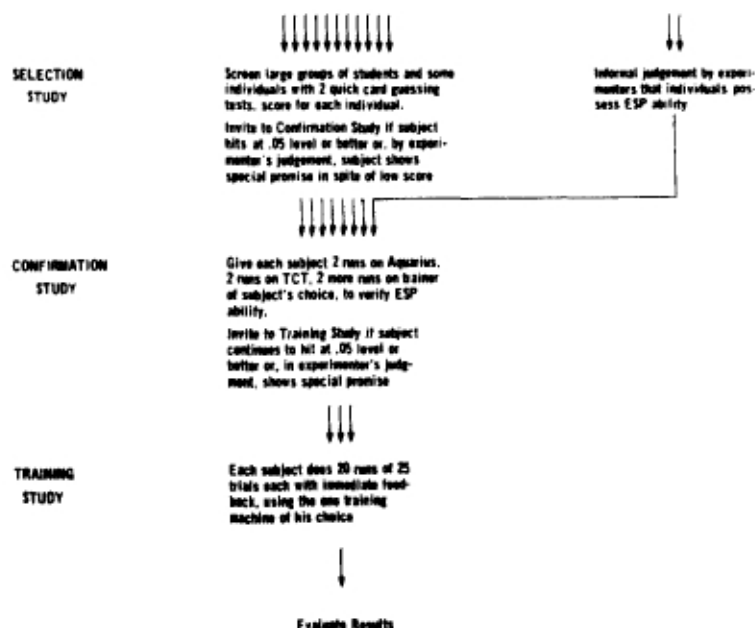 SELECTION
STUDY
Screen large groups of students and some
individuals with 2 quick card guessing
tests, score for each individual.
Invite to Confirmation Study if subject
hits at .05 level or better or, by experi-
menter's judgement, subject shows
special promise in spite of low score
Informal judgement by experi-
menters that individuals pos-
sess ESP ability
CONFIRMATION
STUDY
Give each subject 2 runs on Aquarius,
2 runs on TCT, 2 more runs on trainer
of subject's choice, to verify ESP
ability.
Invite to Training Study if subject
continues to hit at .05 level or
better or, in experimenter's judg-
ment, shows special promise
TRAINING
STUDY
Each subject does 20 runs of 25
trials each with immediate feed-
back, using the one training
machine of his choice
Evaluate Results